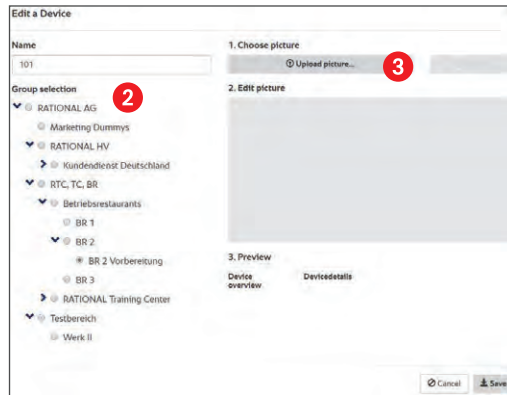 Edit a Device
Name
101
Group selection
2
RATIONAL AG
Marketing Dummys
RATIONAL HV
Kundendienst Deutschland
RTC, TC, BR
Betriebsrestaurants
BR 1
BR 2
BR 2 Vorbereitung
BR 3
RATIONAL Training Center
Testbereich
Werk II
1. Choose picture
Upload picture...
3
2. Edit picture
3. Preview
Device overview
Devicedetails
Cancel
Save